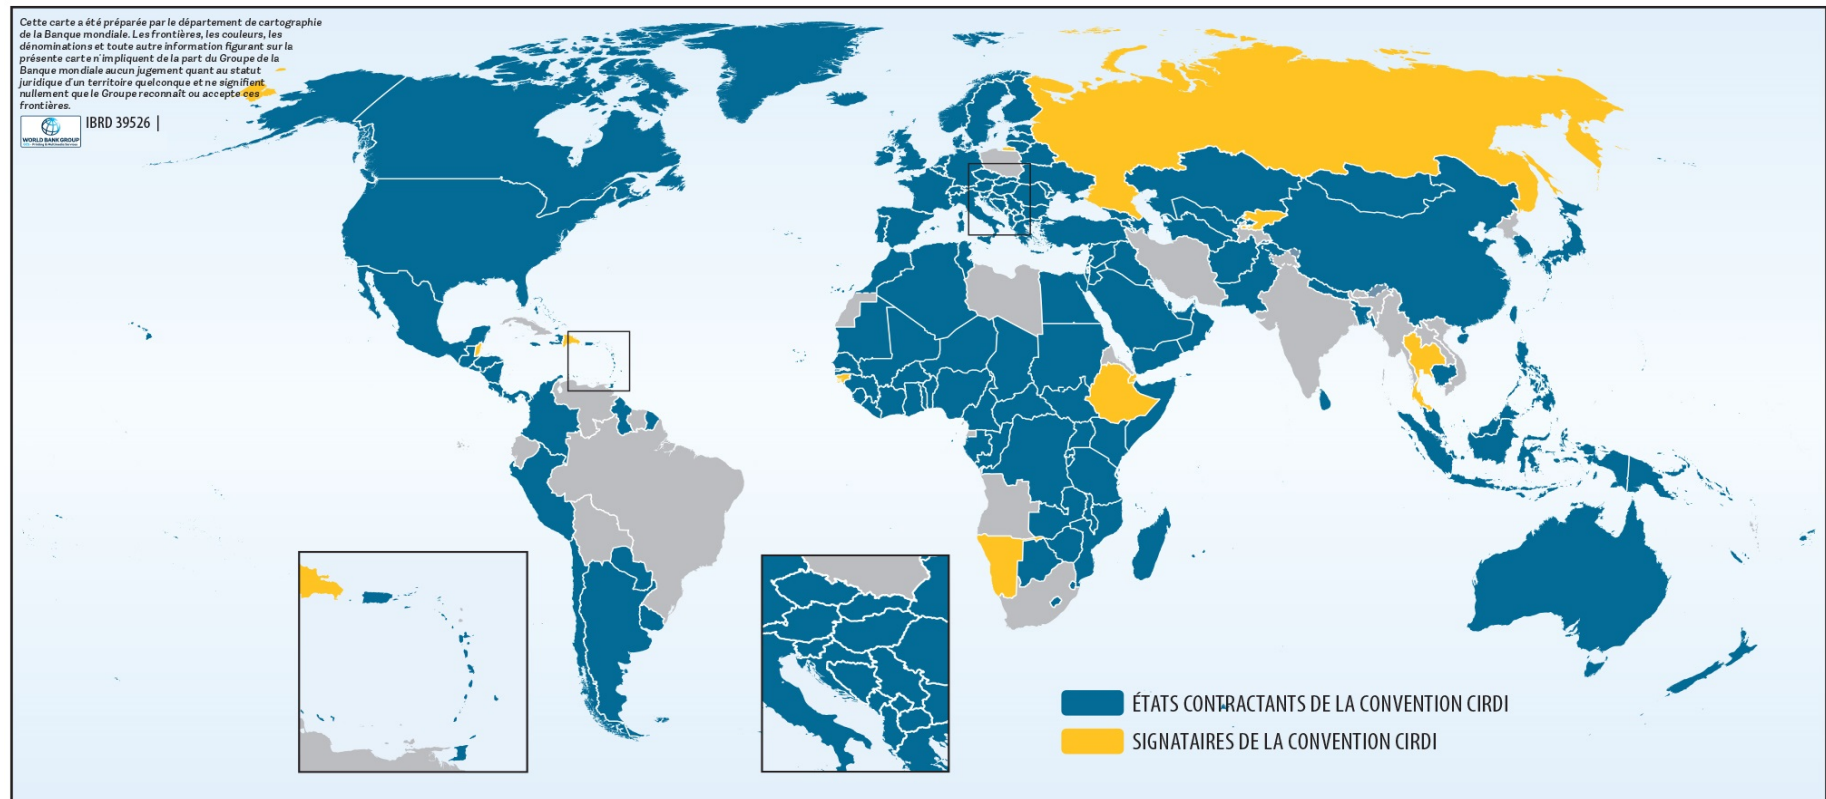 Cette carte a été préparée par le département de cartographie
de la Banque mondiale. Les frontières, les couleurs, les
dénominations et toute autre information figurant sur la
présente carte n'impliquent de la part du Groupe de la
Banque mondiale aucun jugement quant au statut
juridique d'un territoire quelconque et ne signifient
nullement que le Groupe reconnaît ou accepte ces
frontières.
IBRD 39526 |
WORLD BANK GROUP
Printing & Multimedia Services
ÉTATS CONTRACTANTS DE LA CONVENTION CIRDI
SIGNATAIRES DE LA CONVENTION CIRDI